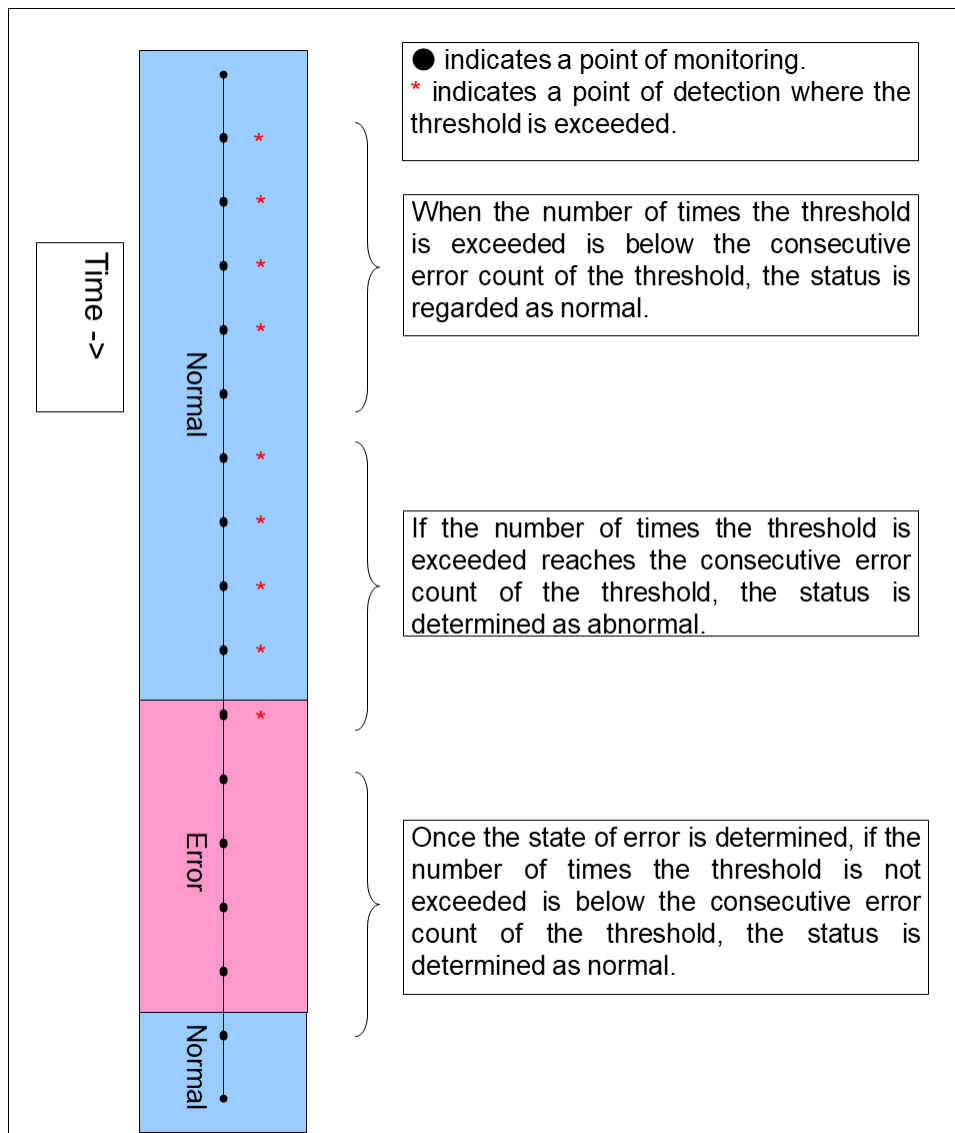 ● indicates a point of monitoring.
* indicates a point of detection where the
threshold is exceeded.
*
*
*
*
When the number of times the threshold
is exceeded is below the consecutive
error count of the threshold, the status is
regarded as normal.
Time ->
Normal
*
*
*
*
*
If the number of times the threshold is
exceeded reaches the consecutive error
count of the threshold, the status is
determined as abnormal.
Error
Once the state of error is determined, if the
number of times the threshold is not
exceeded is below the consecutive error
count of the threshold, the status is
determined as normal.
Normal